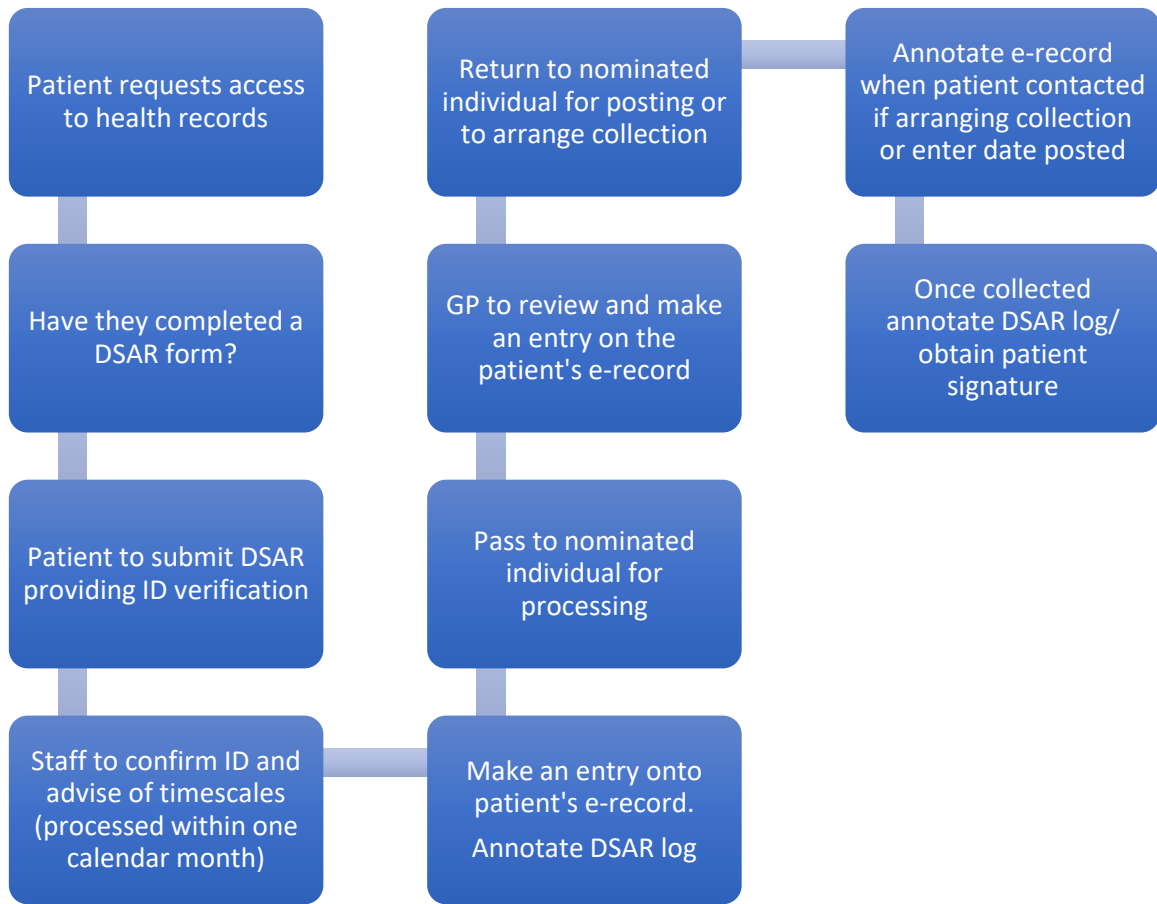 Patient requests access
to health records
Have they completed a
DSAR form?
Patient to submit DSAR
providing ID verification
Staff to confirm ID and
advise of timescales
(processed within one
calendar month)
Make an entry onto
patient's e-record.
Annotate DSAR log
Pass to nominated
individual for
processing
GP to review and make
an entry on the
patient's e-record
Return to nominated
individual for posting or
to arrange collection
Annotate e-record
when patient contacted
if arranging collection
or enter date posted
Once collected
annotate DSAR log/
obtain patient
signature